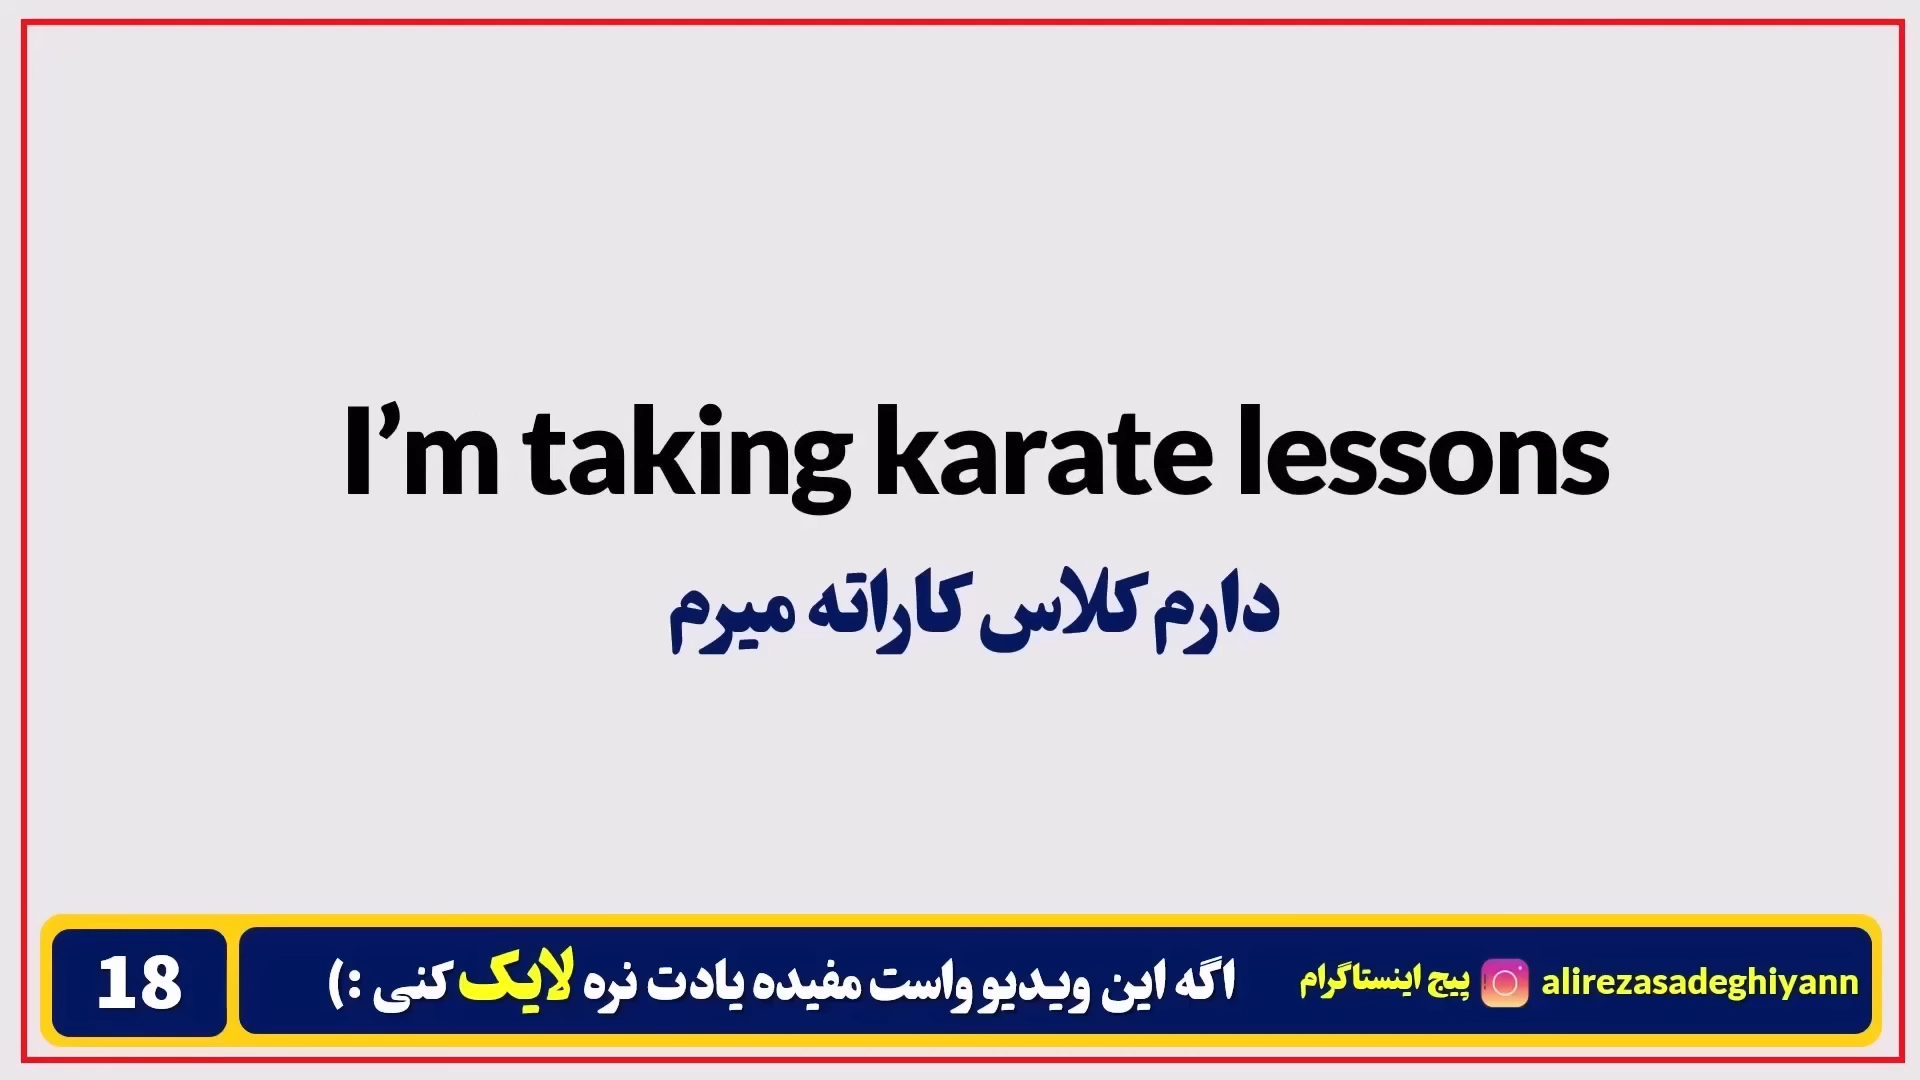 I’m taking karate lessons
دارم کلاس کاراته میرم
18
اگه این ویدیو واست مفیده یادت نره لایک کنی :)
پیج اینستاگرام alirezasadeghiyann